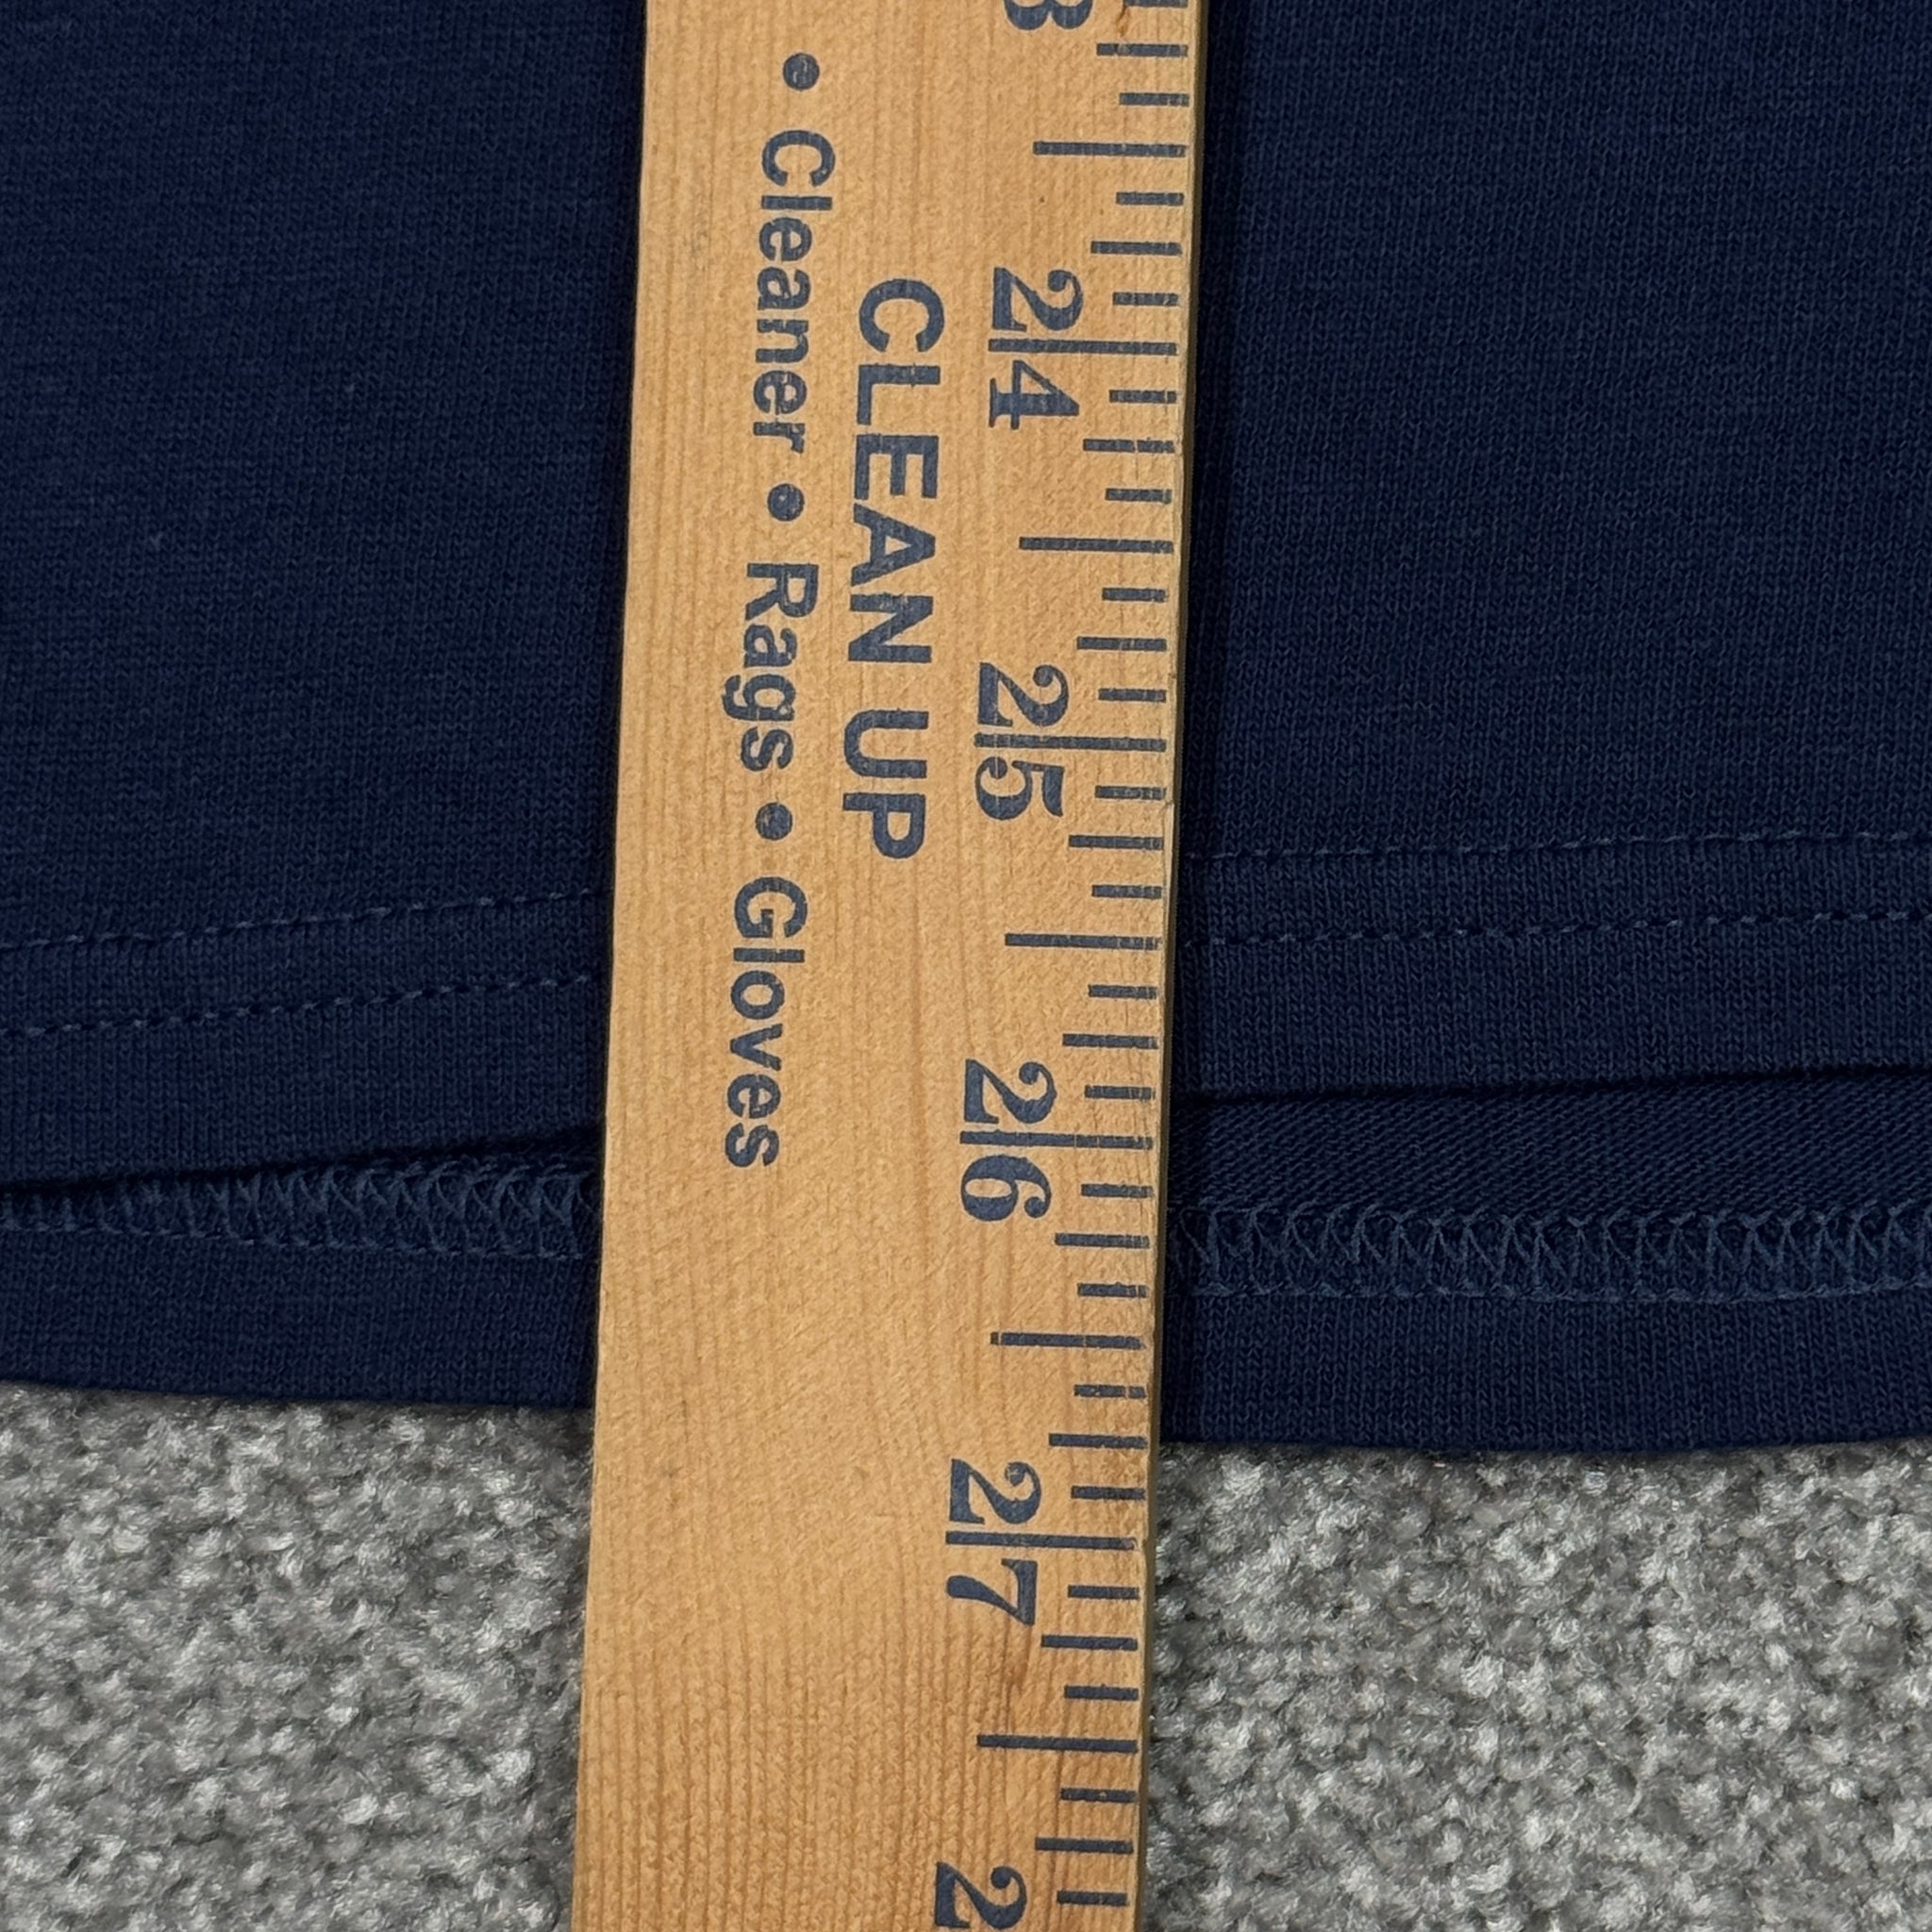 CLEAN UP
• Cleaner • Rags • Gloves
24
25
26
27